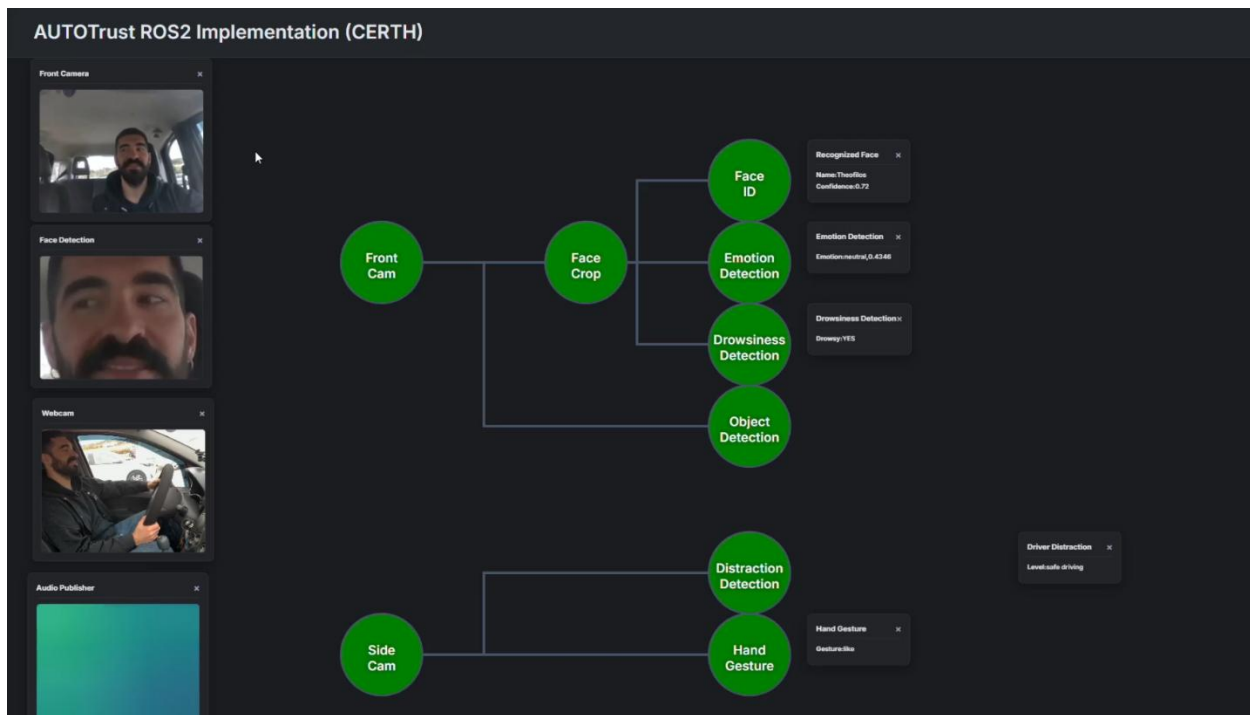 AUTOTrust ROS2 Implementation (CERTH)
Front Camera ×
Face Detection ×
Webcam ×
Audio Publisher ×
Front
Cam
Face
Crop
Face
ID
Emotion
Detection
Drowsiness
Detection
Object
Detection
Recognized Face ×
Name:Theofilos
Confidence:0.72
Emotion Detection ×
Emotion:neutral,0.4346
Drowsiness Detection×
Drowsy:YES
Side
Cam
Distraction
Detection
Hand
Gesture
Driver Distraction ×
Level:safe driving
Hand Gesture ×
Gesture:like